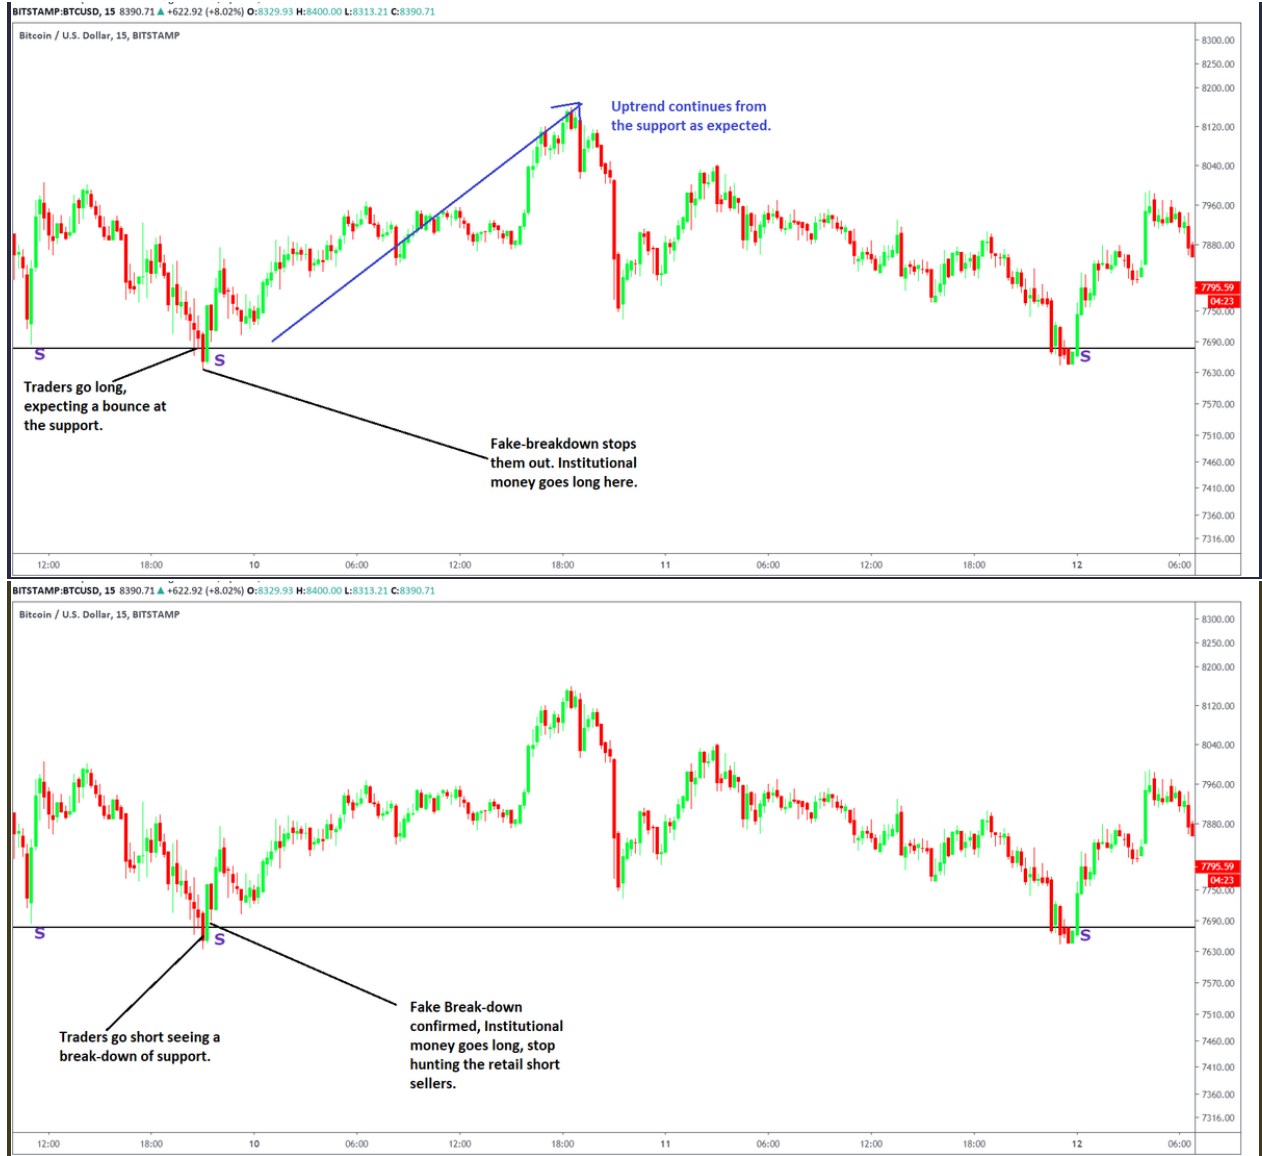 BITSTAMP:BTCUSD, 15 8390.71 ▲ +622.92 (+8.02%) O:8329.93 H:8400.00 L:8313.21 C:8390.71
Bitcoin / U.S. Dollar, 15, BITSTAMP
8300.00
8250.00
8200.00
Uptrend continues from
the support as expected.
8120.00
8040.00
7960.00
7880.00
7795.59
04:23
7750.00
7690.00
S
S
S
7630.00
Traders go long,
expecting a bounce at
the support.
7570.00
7510.00
Fake-breakdown stops
them out. Institutional
money goes long here.
7460.00
7410.00
7360.00
7316.00
12:00 18:00 10 06:00 12:00 18:00 11 06:00 12:00 18:00 12 06:00
BITSTAMP:BTCUSD, 15 8390.71 ▲ +622.92 (+8.02%) O:8329.93 H:8400.00 L:8313.21 C:8390.71
Bitcoin / U.S. Dollar, 15, BITSTAMP
8300.00
8250.00
8200.00
8120.00
8040.00
7960.00
7880.00
7795.59
04:23
7750.00
7690.00
S
S
S
7630.00
7570.00
7510.00
Traders go short seeing a
break-down of support.
Fake Break-down
confirmed, Institutional
money goes long, stop
hunting the retail short
sellers.
7460.00
7410.00
7360.00
7316.00
12:00 18:00 10 06:00 12:00 18:00 11 06:00 12:00 18:00 12 06:00